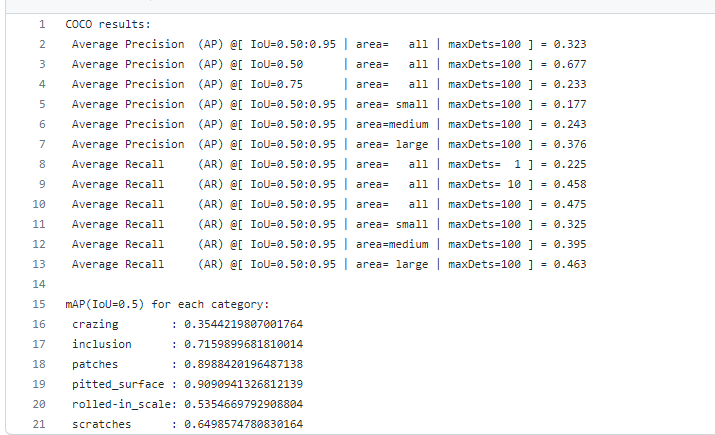 1 COCO results:
2 Average Precision (AP) @[ IoU=0.50:0.95 | area= all | maxDets=100 ] = 0.323
3 Average Precision (AP) @[ IoU=0.50 | area= all | maxDets=100 ] = 0.677
4 Average Precision (AP) @[ IoU=0.75 | area= all | maxDets=100 ] = 0.233
5 Average Precision (AP) @[ IoU=0.50:0.95 | area= small | maxDets=100 ] = 0.177
6 Average Precision (AP) @[ IoU=0.50:0.95 | area=medium | maxDets=100 ] = 0.243
7 Average Precision (AP) @[ IoU=0.50:0.95 | area= large | maxDets=100 ] = 0.376
8 Average Recall (AR) @[ IoU=0.50:0.95 | area= all | maxDets= 1 ] = 0.225
9 Average Recall (AR) @[ IoU=0.50:0.95 | area= all | maxDets= 10 ] = 0.458
10 Average Recall (AR) @[ IoU=0.50:0.95 | area= all | maxDets=100 ] = 0.475
11 Average Recall (AR) @[ IoU=0.50:0.95 | area= small | maxDets=100 ] = 0.325
12 Average Recall (AR) @[ IoU=0.50:0.95 | area=medium | maxDets=100 ] = 0.395
13 Average Recall (AR) @[ IoU=0.50:0.95 | area= large | maxDets=100 ] = 0.463
14
15 mAP(IoU=0.5) for each category:
16 crazing : 0.3544219807001764
17 inclusion : 0.7159899681810014
18 patches : 0.8988420196487138
19 pitted_surface : 0.9090941326812139
20 rolled-in_scale: 0.5354669792908804
21 scratches : 0.6498574780830164